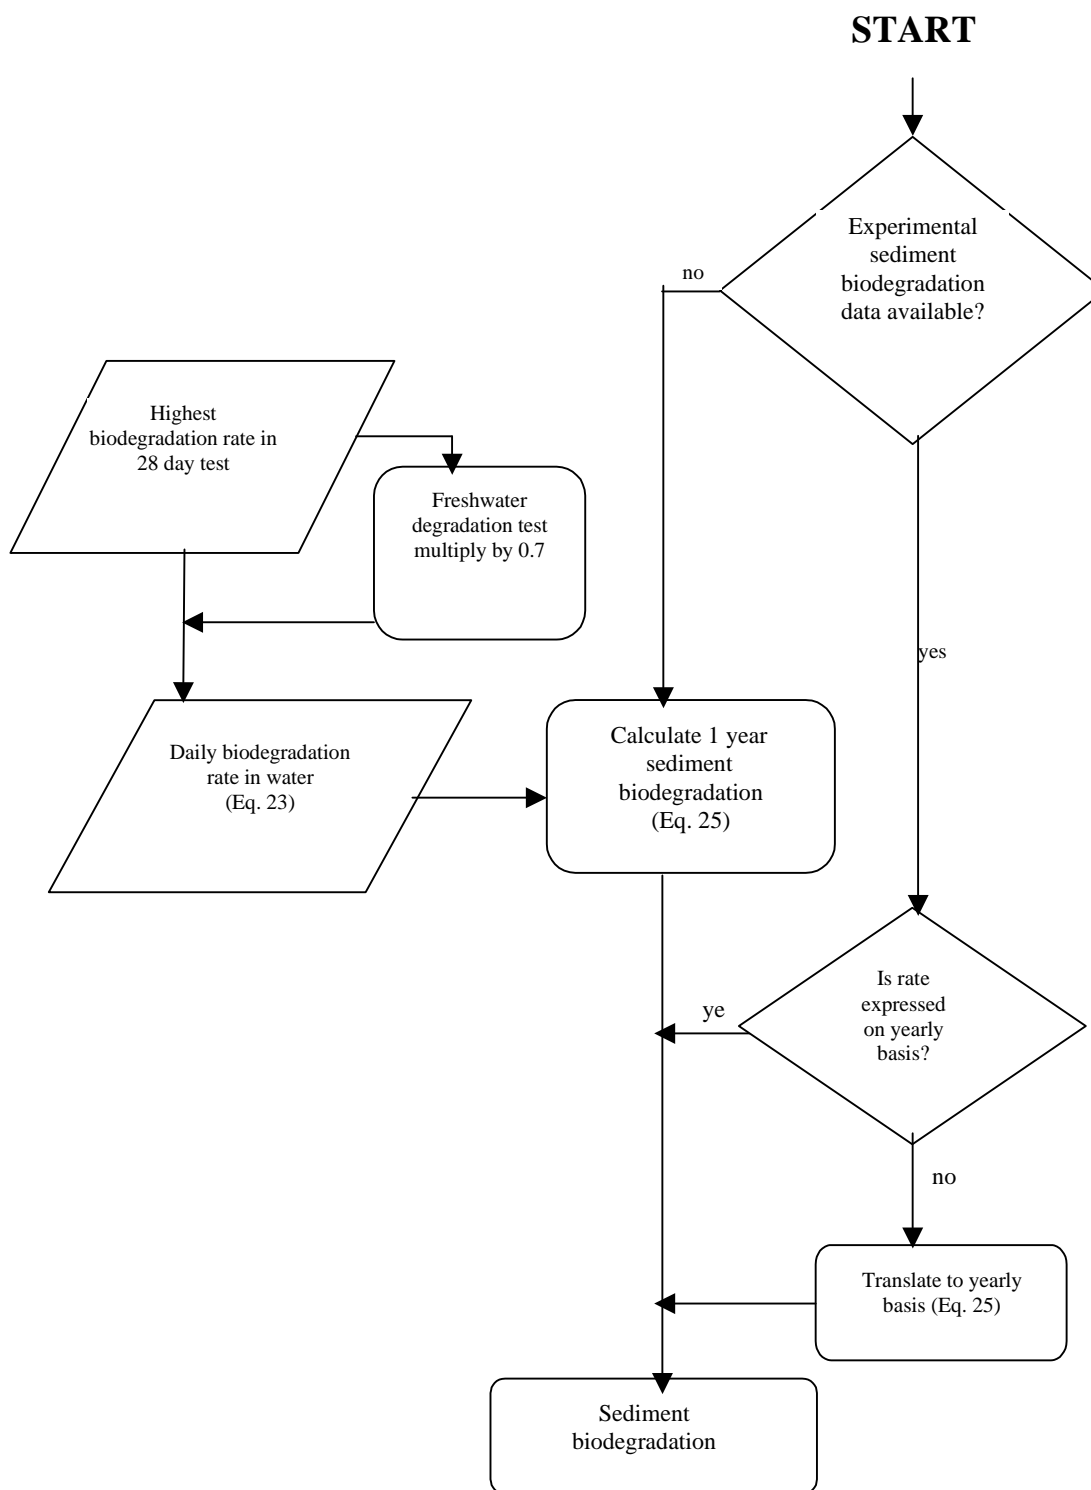 START
Experimental
sediment
biodegradation
data available?
no
Highest
biodegradation rate in
28 day test
Freshwater
degradation test
multiply by 0.7
yes
Daily biodegradation
rate in water
(Eq. 23)
Calculate 1 year
sediment
biodegradation
(Eq. 25)
Is rate
expressed
on yearly
basis?
ye
no
Translate to yearly
basis (Eq. 25)
Sediment
biodegradation